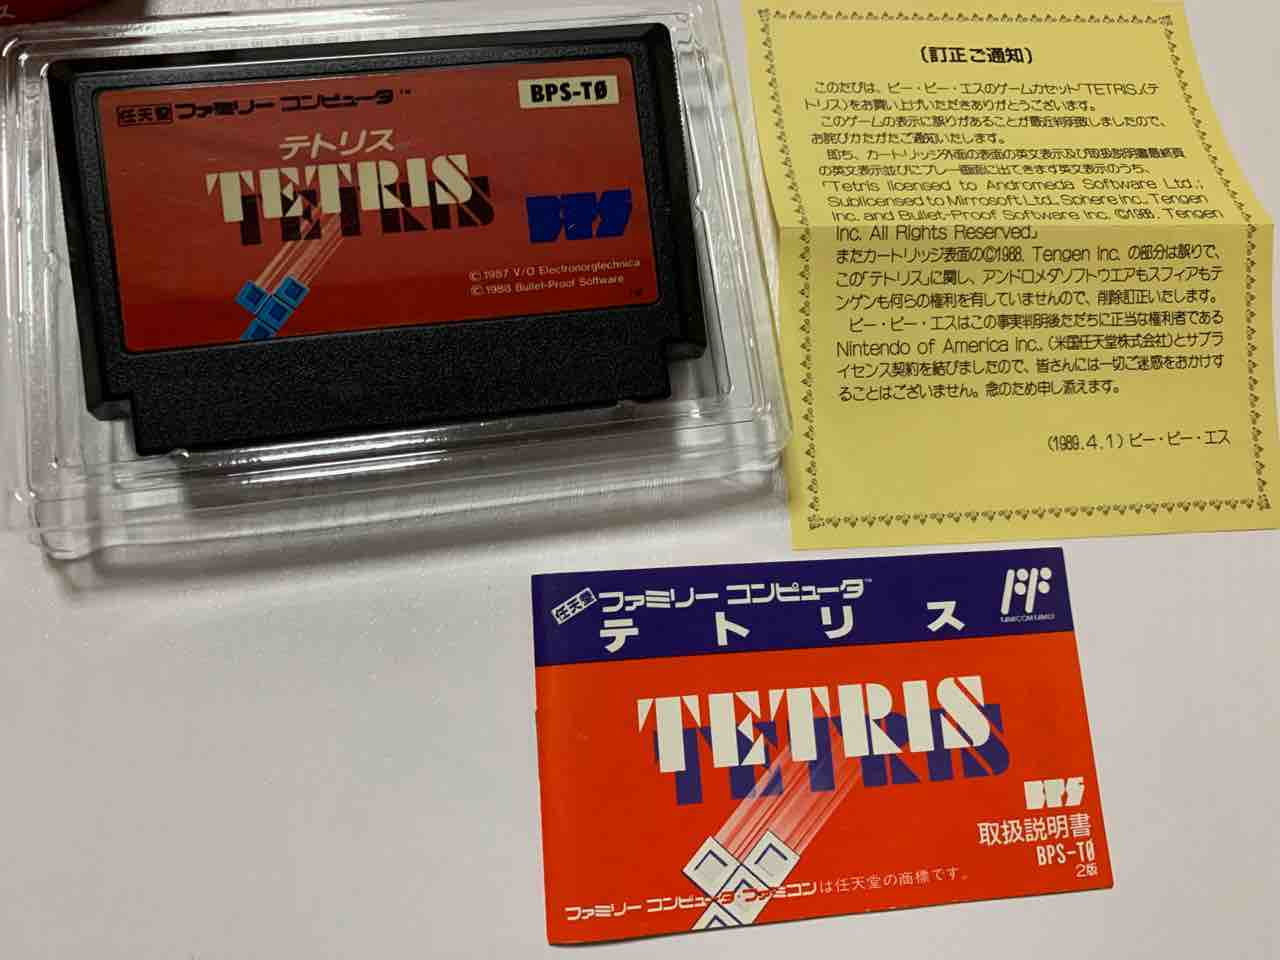 任天堂 ファミリー コンピュータ™
BPS-T0
テトリス
TETRIS
BPS
© 1987 V/O Electronorgtechnica
© 1988 Bullet-Proof Software
(訂正ご通知)
このたびは、ビー・ビー・エスのゲームカセット「TETRIS」(テ
トリス)をお買い上げいただきありがとうございます。
このゲームの表示に誤りがあることが最近判明致しましたので、
お詫びかたがたご通知いたします。
即ち、カートリッジ外面の表面の英文表示及び取扱説明書最終頁
の英文表示並びにプレー画面に出てきます英文表示のうち、
「Tetris licensed to Andromeda Software Ltd.;
Sublicensed to Mirrosoft Ltd., Sphere Inc., Tengen
Inc. and Bullet-Proof Software Inc. ©1988. Tengen
Inc. All Rights Reserved」
またカートリッジ表面の©1988. Tengen Inc. の部分は誤りで、
この「テトリス」に関し、アンドロメダソフトウエアもスフィアもテ
ンゲンも何らの権利を有していませんので、削除訂正いたします。
ビー・ピー・エスはこの事実判明後ただちに正当な権利者である
Nintendo of America Inc., (米国任天堂株式会社)とサブラ
イセンス契約を結びましたので、皆さんには一切ご迷惑をおかけす
ることはございません。念のため申し添えます。
(1989.4.1) ビー・ピー・エス
任天堂 ファミリー コンピュータ™
テトリス
FAMICOM FAMILY
TETRIS
BPS
取扱説明書
BPS-T0
2版
ファミリー コンピュータ・ファミコンは任天堂の商標です。